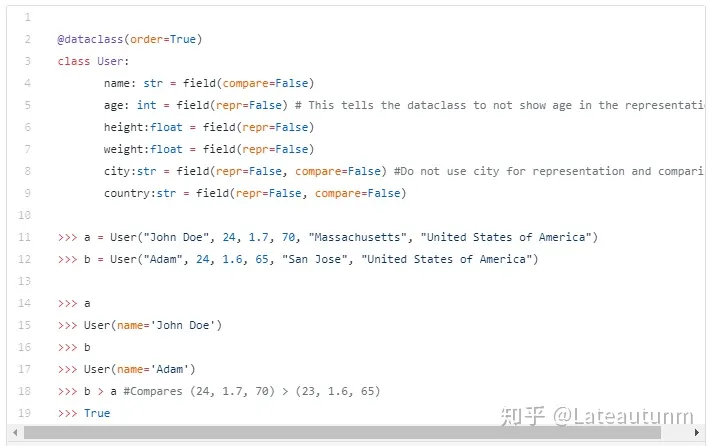 1
2 @dataclass(order=True)
3 class User:
4 name: str = field(compare=False)
5 age: int = field(repr=False) # This tells the dataclass to not show age in the representati
6 height:float = field(repr=False)
7 weight:float = field(repr=False)
8 city:str = field(repr=False, compare=False) #Do not use city for representation and compari
9 country:str = field(repr=False, compare=False)
10
11 >>> a = User("John Doe", 24, 1.7, 70, "Massachusetts", "United States of America")
12 >>> b = User("Adam", 24, 1.6, 65, "San Jose", "United States of America")
13
14 >>> a
15 >>> User(name='John Doe')
16 >>> b
17 >>> User(name='Adam')
18 >>> b > a #Compares (24, 1.7, 70) > (23, 1.6, 65)
19 >>> True
知乎 @Lateautunm